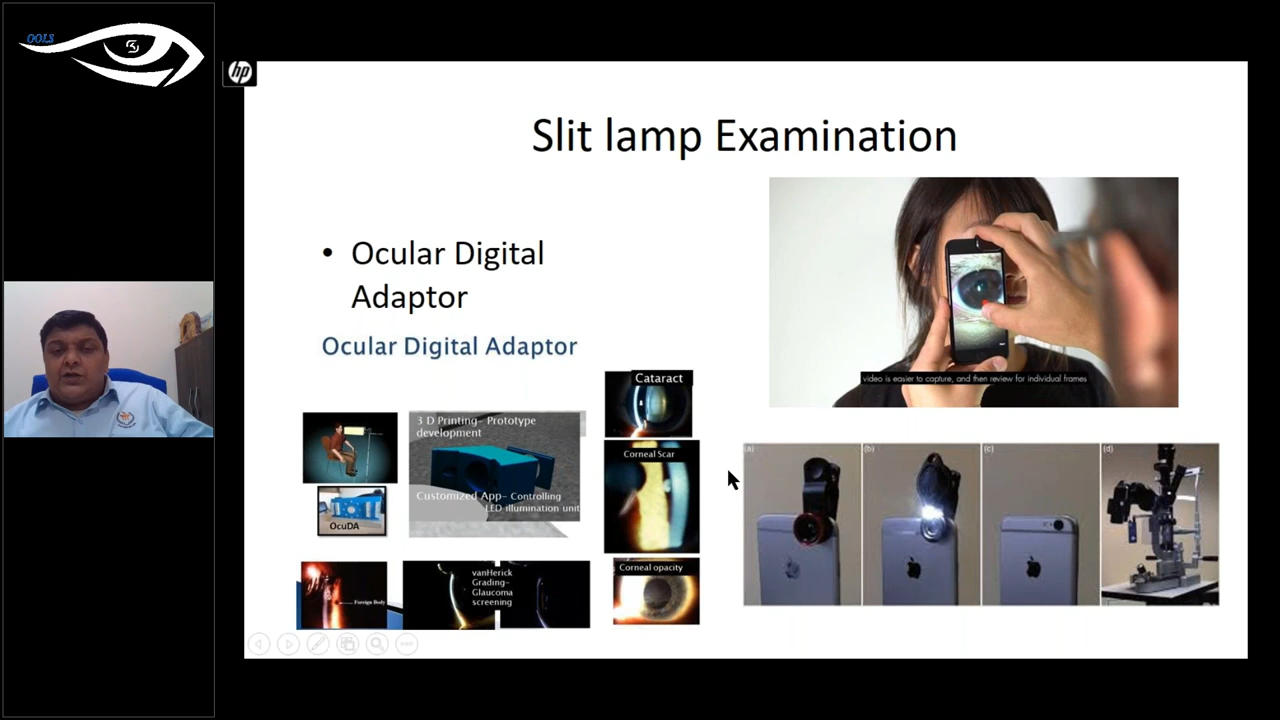 OOLS
hp
Slit lamp Examination
• Ocular Digital
Adaptor
Ocular Digital Adaptor
video is easier to capture, and then review for individual frames
Cataract
3 D Printing- Prototype
development
Corneal Scar
Customized App- Controlling
LED illumination unit
OcuDA
Corneal opacity
vanHerick
Grading-
Glaucoma
screening
Foreign Body
(a)
(b)
(c)
(d)